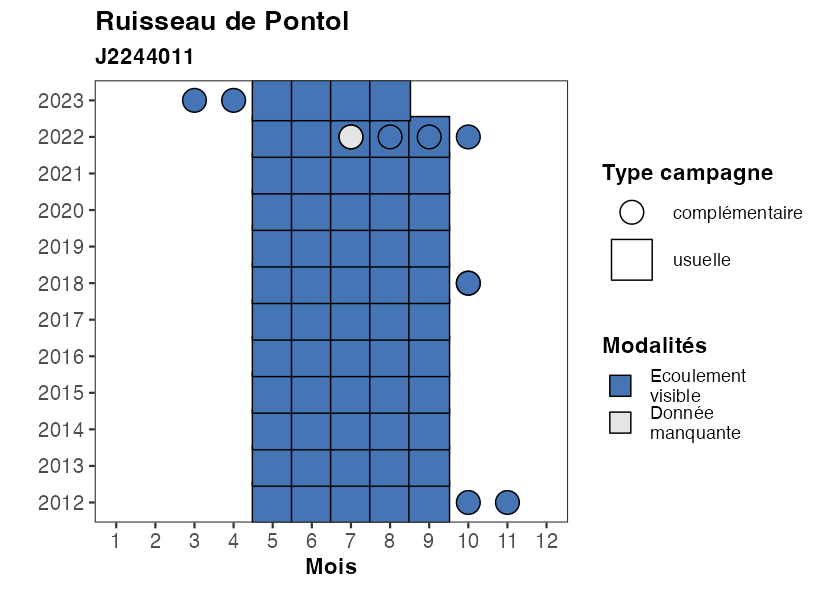 Ruisseau de Pontol
J2244011
2023
2022
2021
2020
2019
2018
2017
2016
2015
2014
2013
2012
1 2 3 4 5 6 7 8 9 10 11 12
Mois
Type campagne
complémentaire
usuelle
Modalités
Ecoulement
visible
Donnée
manquante